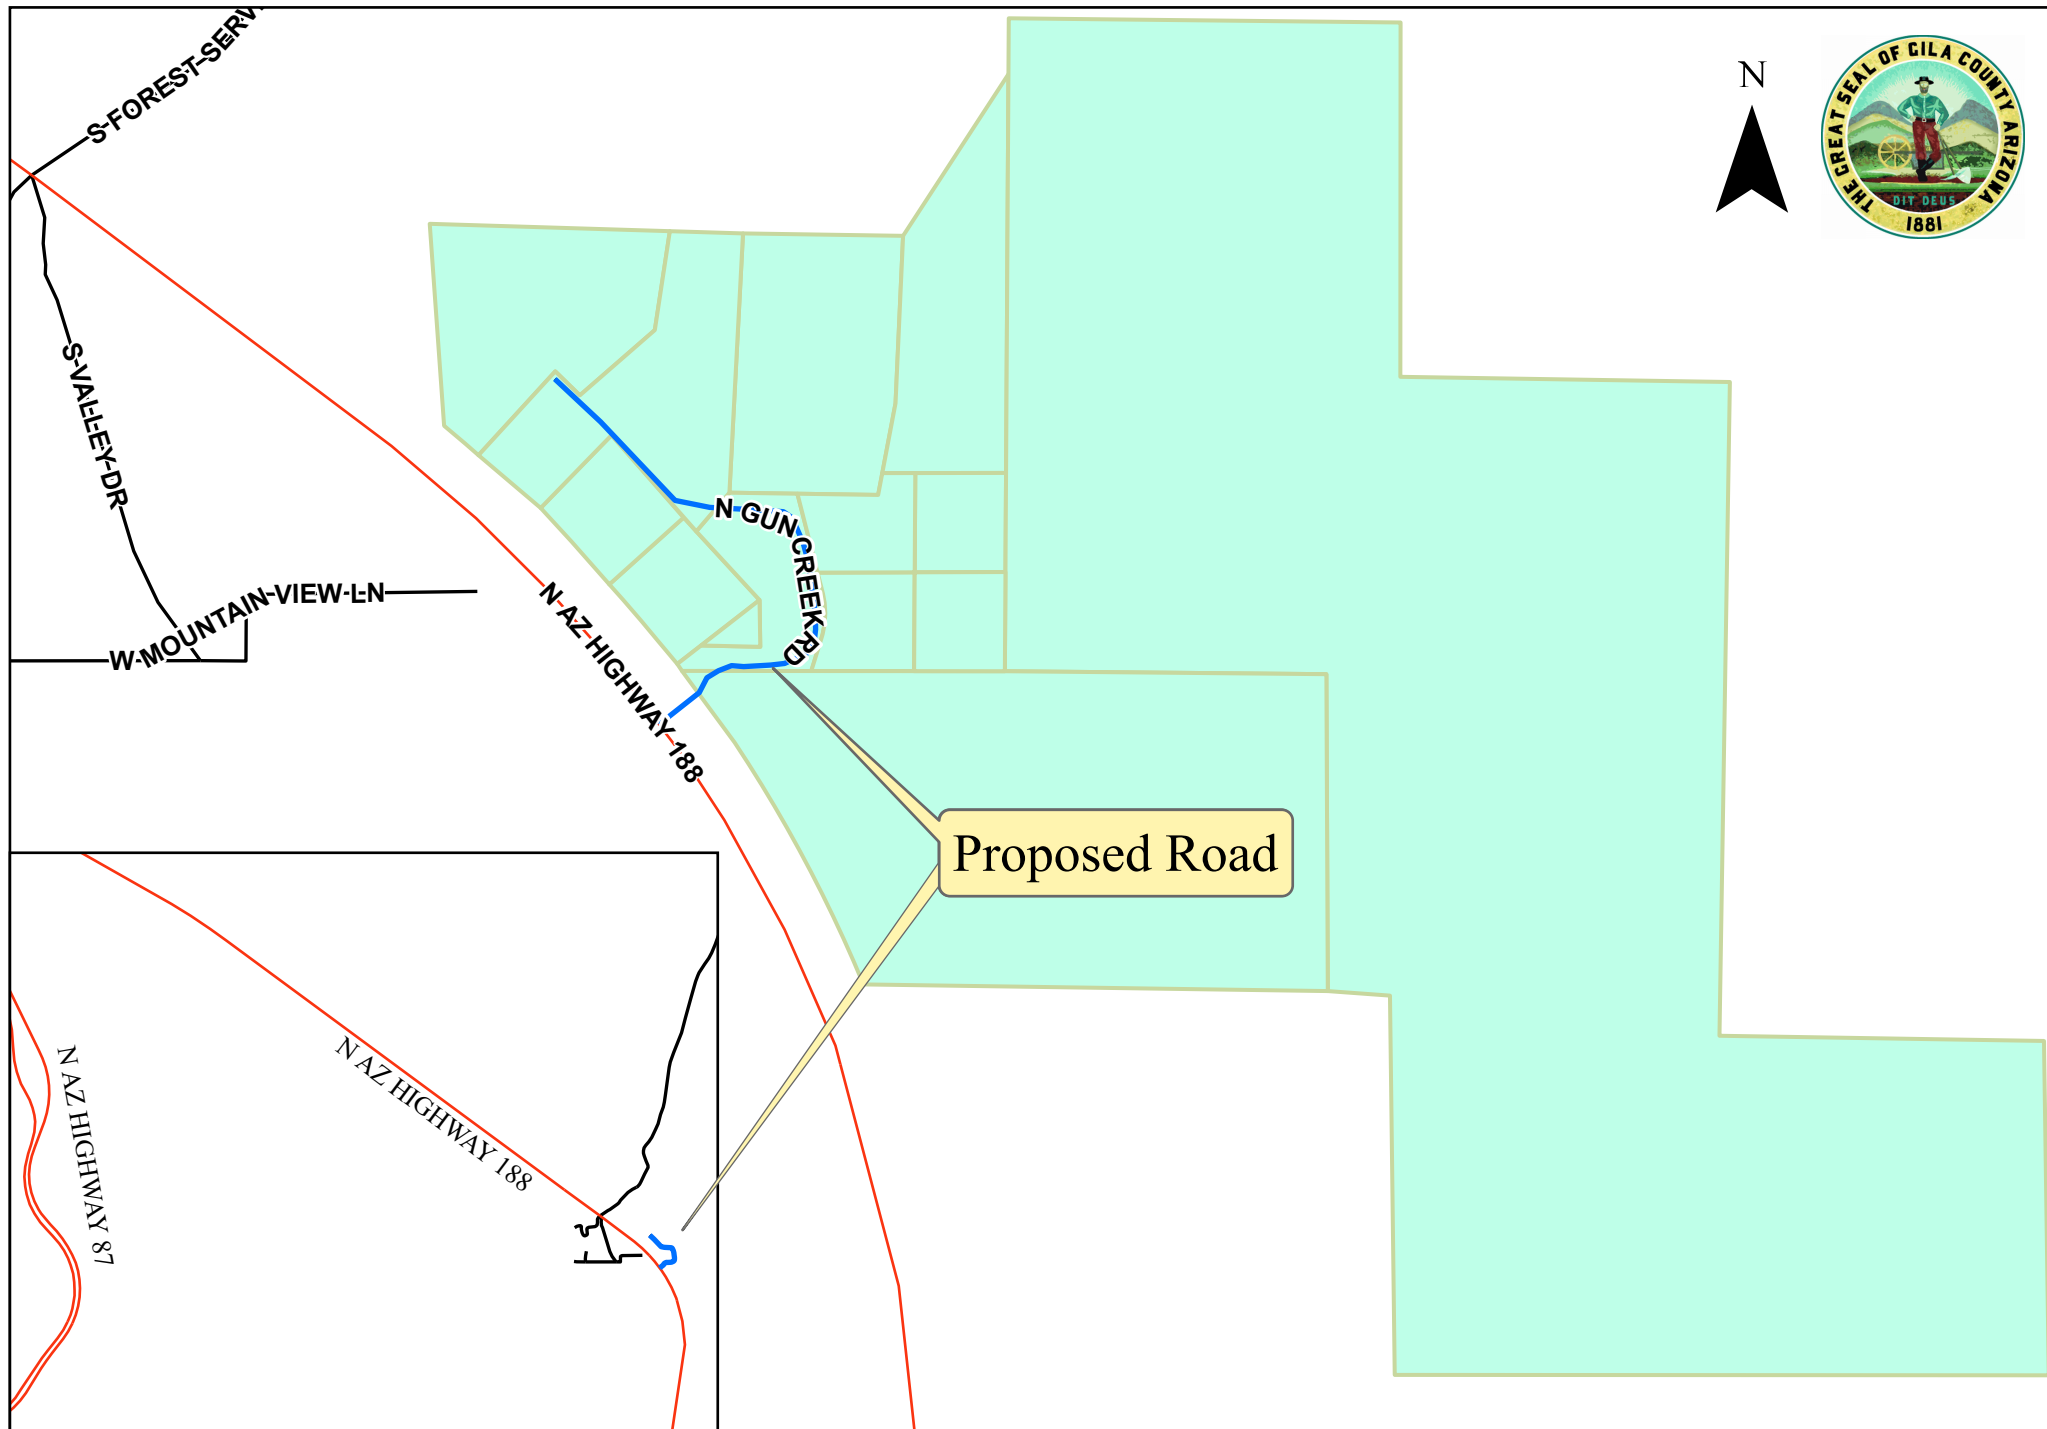 S FOREST SERV
N
THE GREAT SEAL OF GILA COUNTY ARIZONA
DIT DEUS
1881
S VALLEY DR
N GUN CREEK RD
W MOUNTAIN VIEW LN
N AZ HIGHWAY 188
Proposed Road
N AZ HIGHWAY 188
N AZ HIGHWAY 87